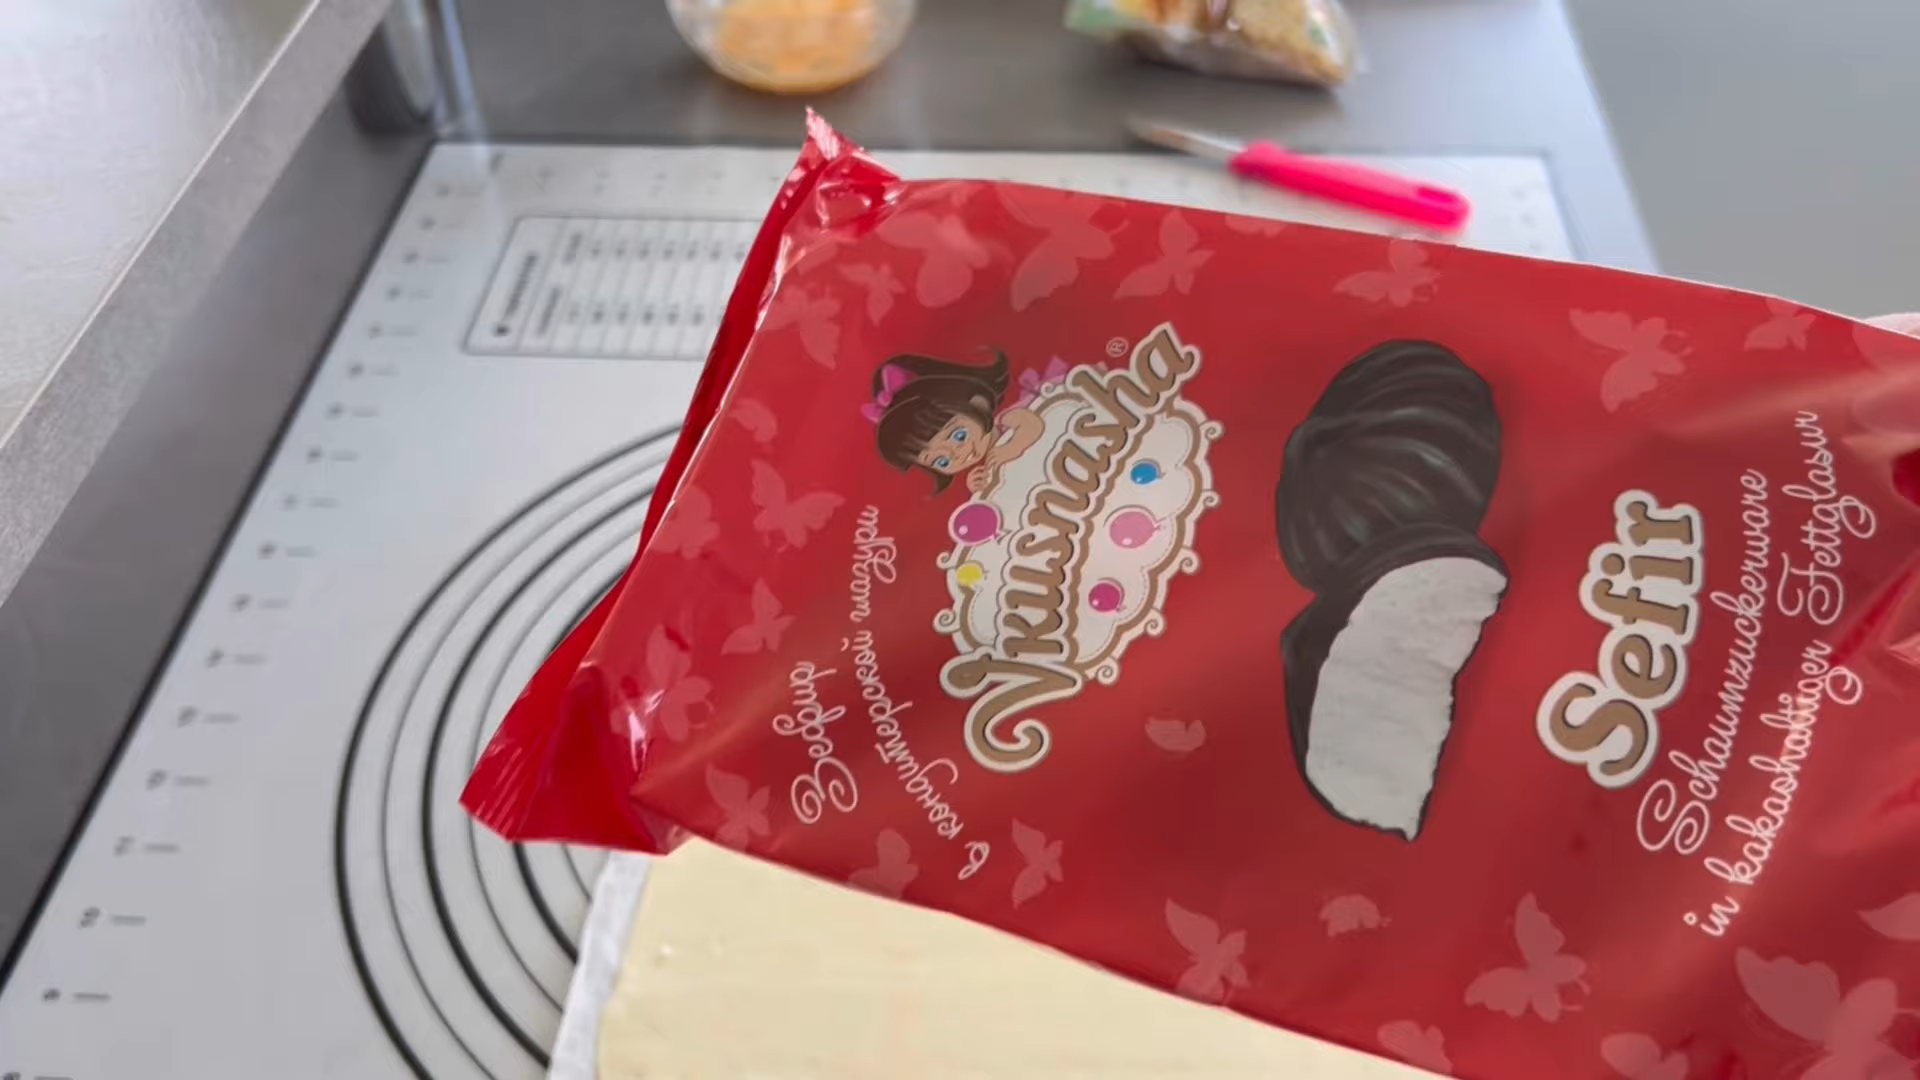 Зефир
в кондитерской глазури
Vkusnasha®
Sefir
Schaumzuckerware
in kakaohaltiger Fettglasur